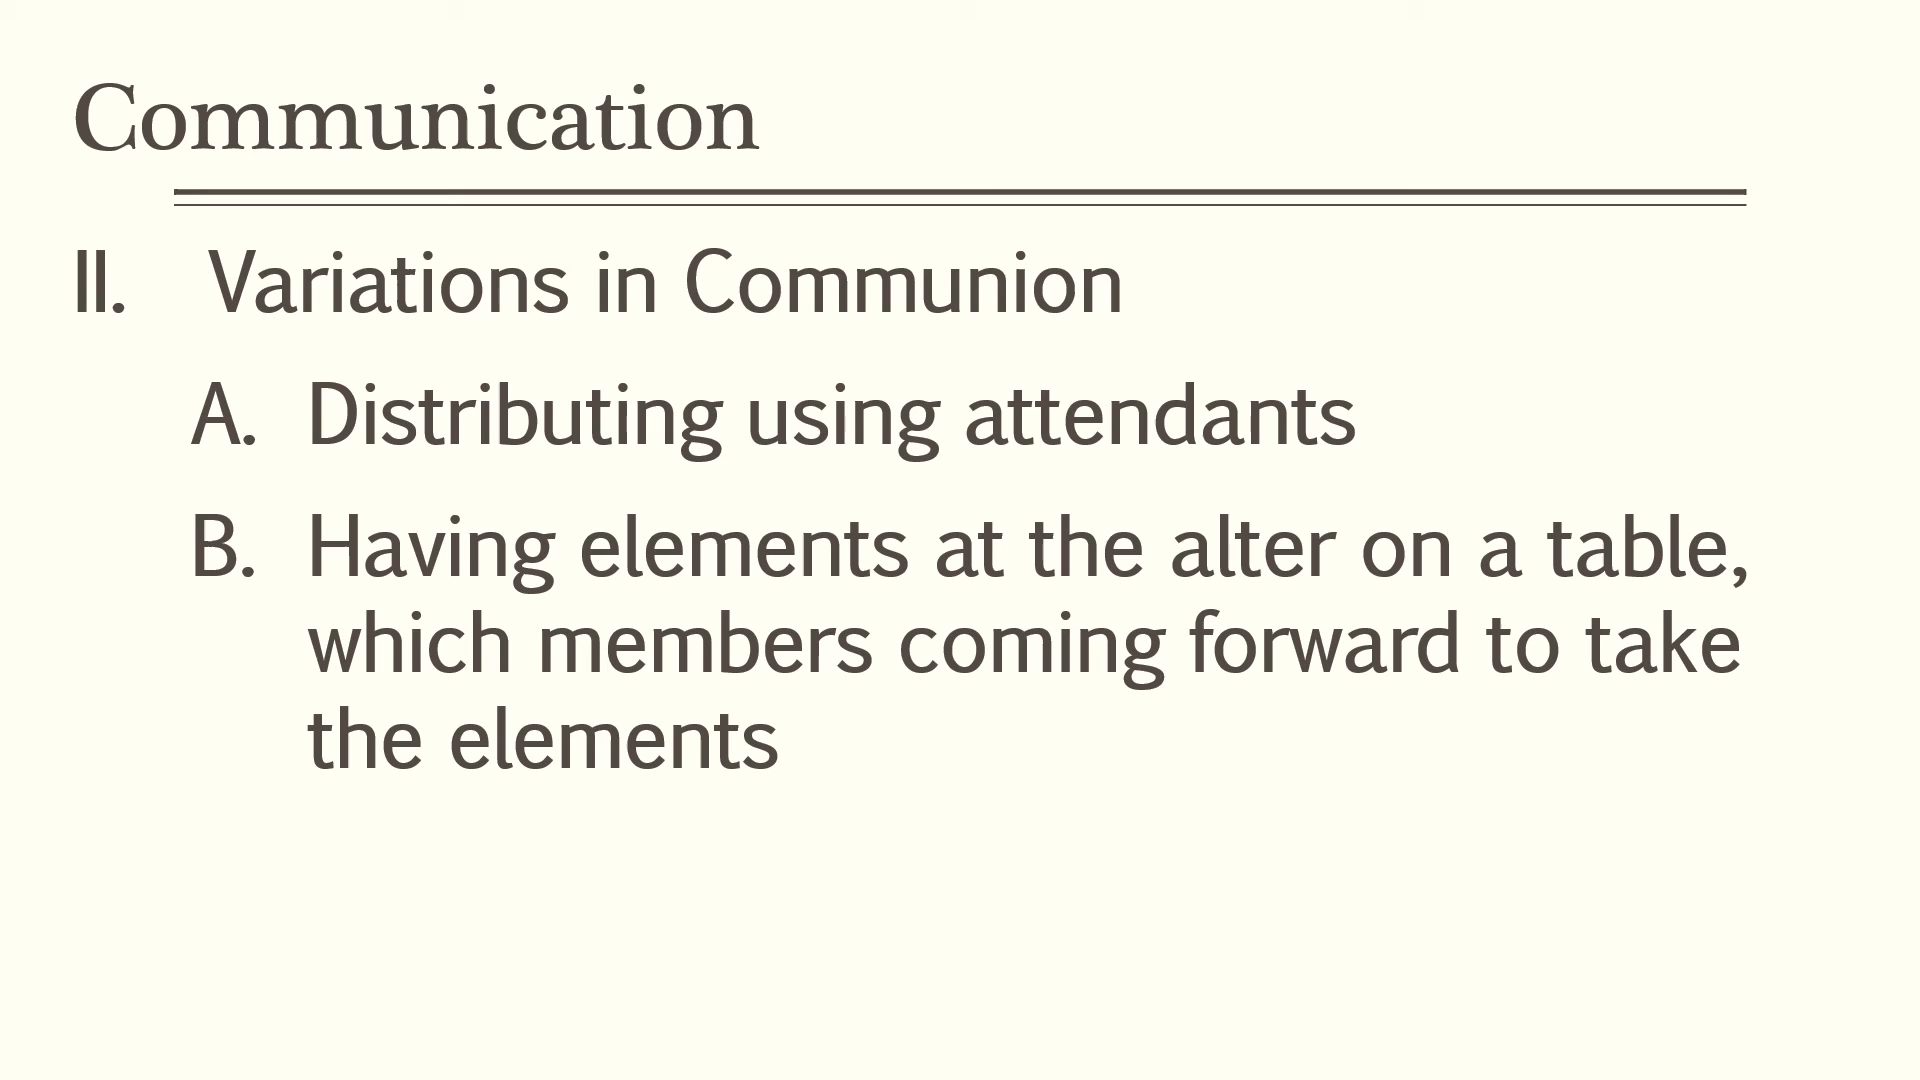 Communication
II. Variations in Communion
A. Distributing using attendants
B. Having elements at the alter on a table,
which members coming forward to take
the elements